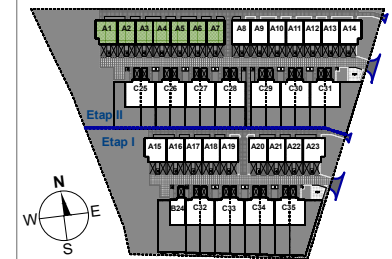 A1 A2 A3 A4 A5 A6 A7 A8 A9 A10 A11 A12 A13 A14
C25 C26 C27 C28 C29 C30 C31
Etap II
Etap I
A15 A16 A17 A18 A19 A20 A21 A22 A23
B24 C32 C33 C34 C35
N
W E
S